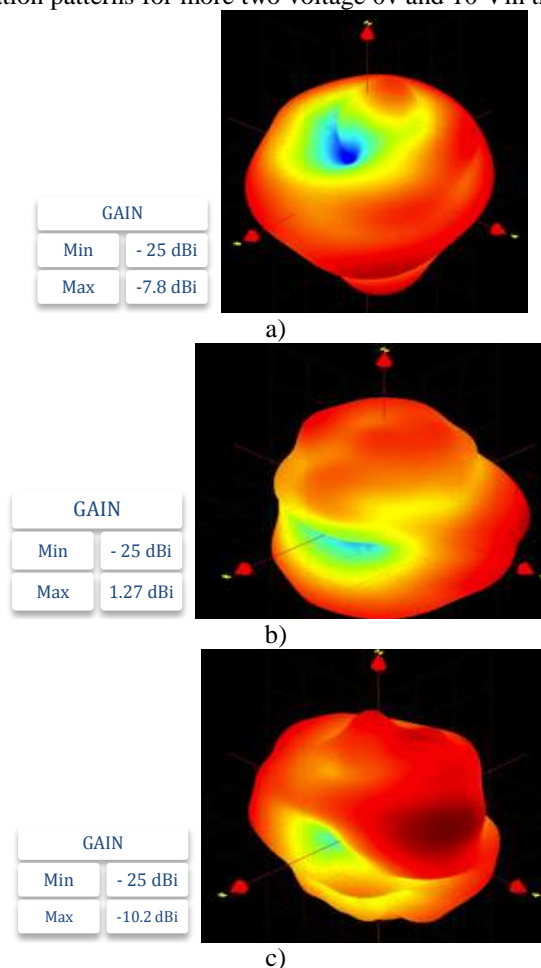 ation patterns for more two voltage 0v and 10 V in t
GAIN
Min - 25 dBi
Max -7.8 dBi
a)
GAIN
Min - 25 dBi
Max 1.27 dBi
b)
GAIN
Min - 25 dBi
Max -10.2 dBi
c)